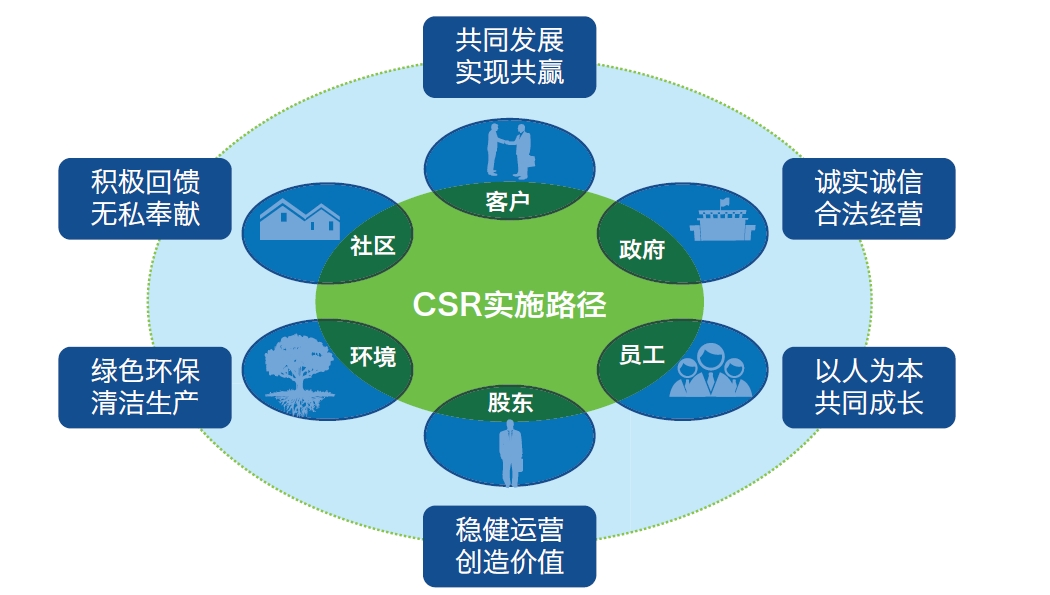 共同发展
实现共赢
客户
积极回馈
无私奉献
社区
政府
诚实诚信
合法经营
CSR实施路径
绿色环保
清洁生产
环境
员工
以人为本
共同成长
股东
稳健运营
创造价值